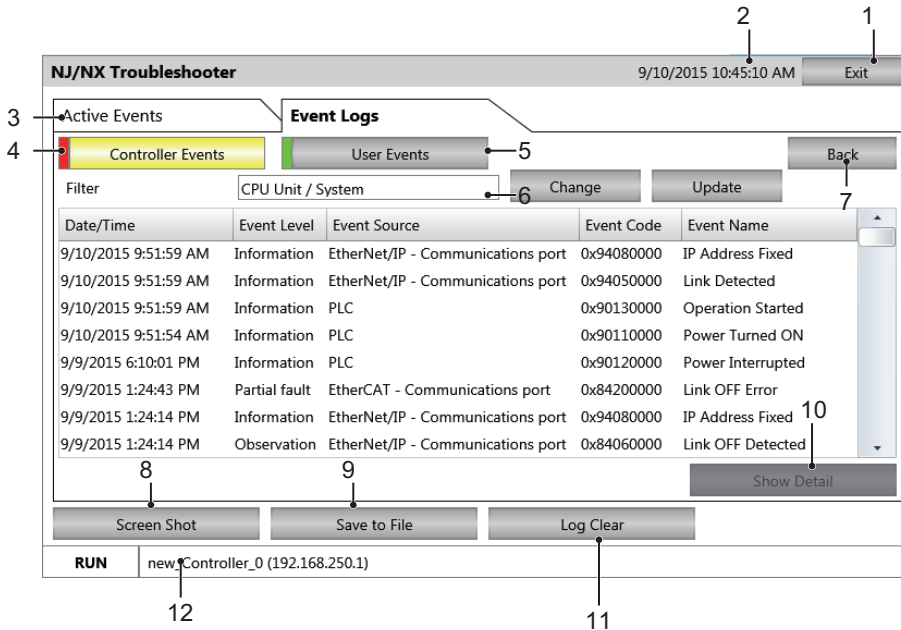 2 1
NJ/NX Troubleshooter 9/10/2015 10:45:10 AM Exit
3 Active Events Event Logs
4 Controller Events User Events 5 Back
Filter CPU Unit / System 6 Change Update 7
Date/Time Event Level Event Source Event Code Event Name
9/10/2015 9:51:59 AM Information EtherNet/IP - Communications port 0x94080000 IP Address Fixed
9/10/2015 9:51:59 AM Information EtherNet/IP - Communications port 0x94050000 Link Detected
9/10/2015 9:51:59 AM Information PLC 0x90130000 Operation Started
9/10/2015 9:51:54 AM Information PLC 0x90110000 Power Turned ON
9/9/2015 6:10:01 PM Information PLC 0x90120000 Power Interrupted
9/9/2015 1:24:43 PM Partial fault EtherCAT - Communications port 0x84200000 Link OFF Error
9/9/2015 1:24:14 PM Information EtherNet/IP - Communications port 0x94080000 IP Address Fixed 10
9/9/2015 1:24:14 PM Observation EtherNet/IP - Communications port 0x84060000 Link OFF Detected
8 9 Show Detail
Screen Shot Save to File Log Clear
RUN new_Controller_0 (192.168.250.1)
12 11